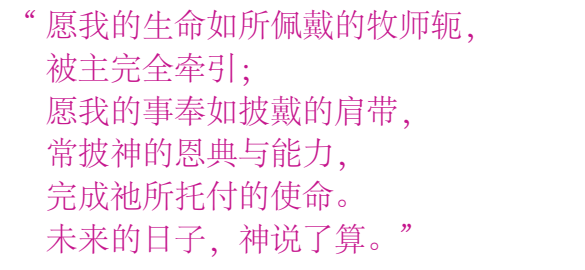 “愿我的生命如所佩戴的牧师轭，
被主完全牵引；
愿我的事奉如披戴的肩带，
常披神的恩典与能力，
完成祂所托付的使命。
未来的日子，神说了算。”